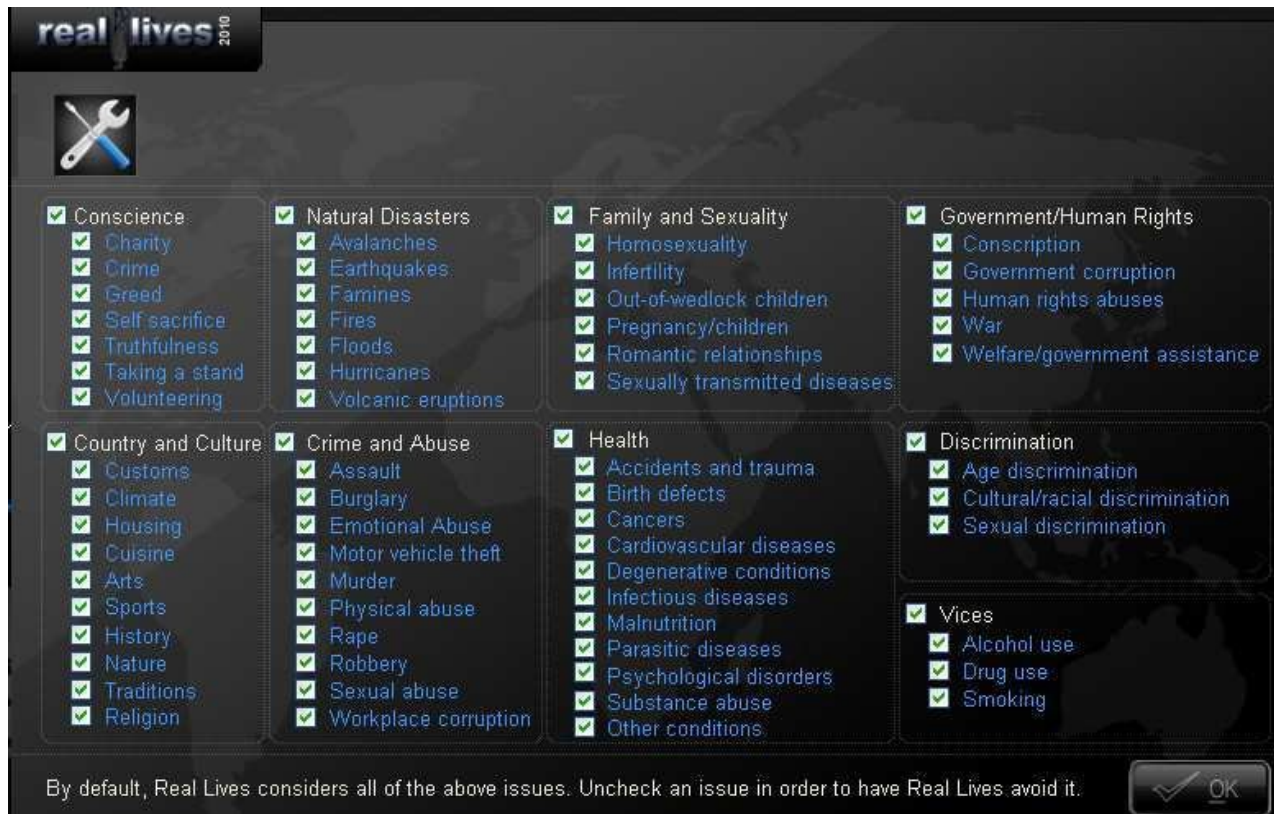 real lives 2010
Conscience
Charity
Crime
Greed
Self sacrifice
Truthfulness
Taking a stand
Volunteering
Natural Disasters
Avalanches
Earthquakes
Famines
Fires
Floods
Hurricanes
Volcanic eruptions
Family and Sexuality
Homosexuality
Infertility
Out-of-wedlock children
Pregnancy/children
Romantic relationships
Sexually transmitted diseases
Government/Human Rights
Conscription
Government corruption
Human rights abuses
War
Welfare/government assistance
Country and Culture
Customs
Climate
Housing
Cuisine
Arts
Sports
History
Nature
Traditions
Religion
Crime and Abuse
Assault
Burglary
Emotional Abuse
Motor vehicle theft
Murder
Physical abuse
Rape
Robbery
Sexual abuse
Workplace corruption
Health
Accidents and trauma
Birth defects
Cancers
Cardiovascular diseases
Degenerative conditions
Infectious diseases
Malnutrition
Parasitic diseases
Psychological disorders
Substance abuse
Other conditions
Discrimination
Age discrimination
Cultural/racial discrimination
Sexual discrimination
Vices
Alcohol use
Drug use
Smoking
By default, Real Lives considers all of the above issues. Uncheck an issue in order to have Real Lives avoid it.
OK